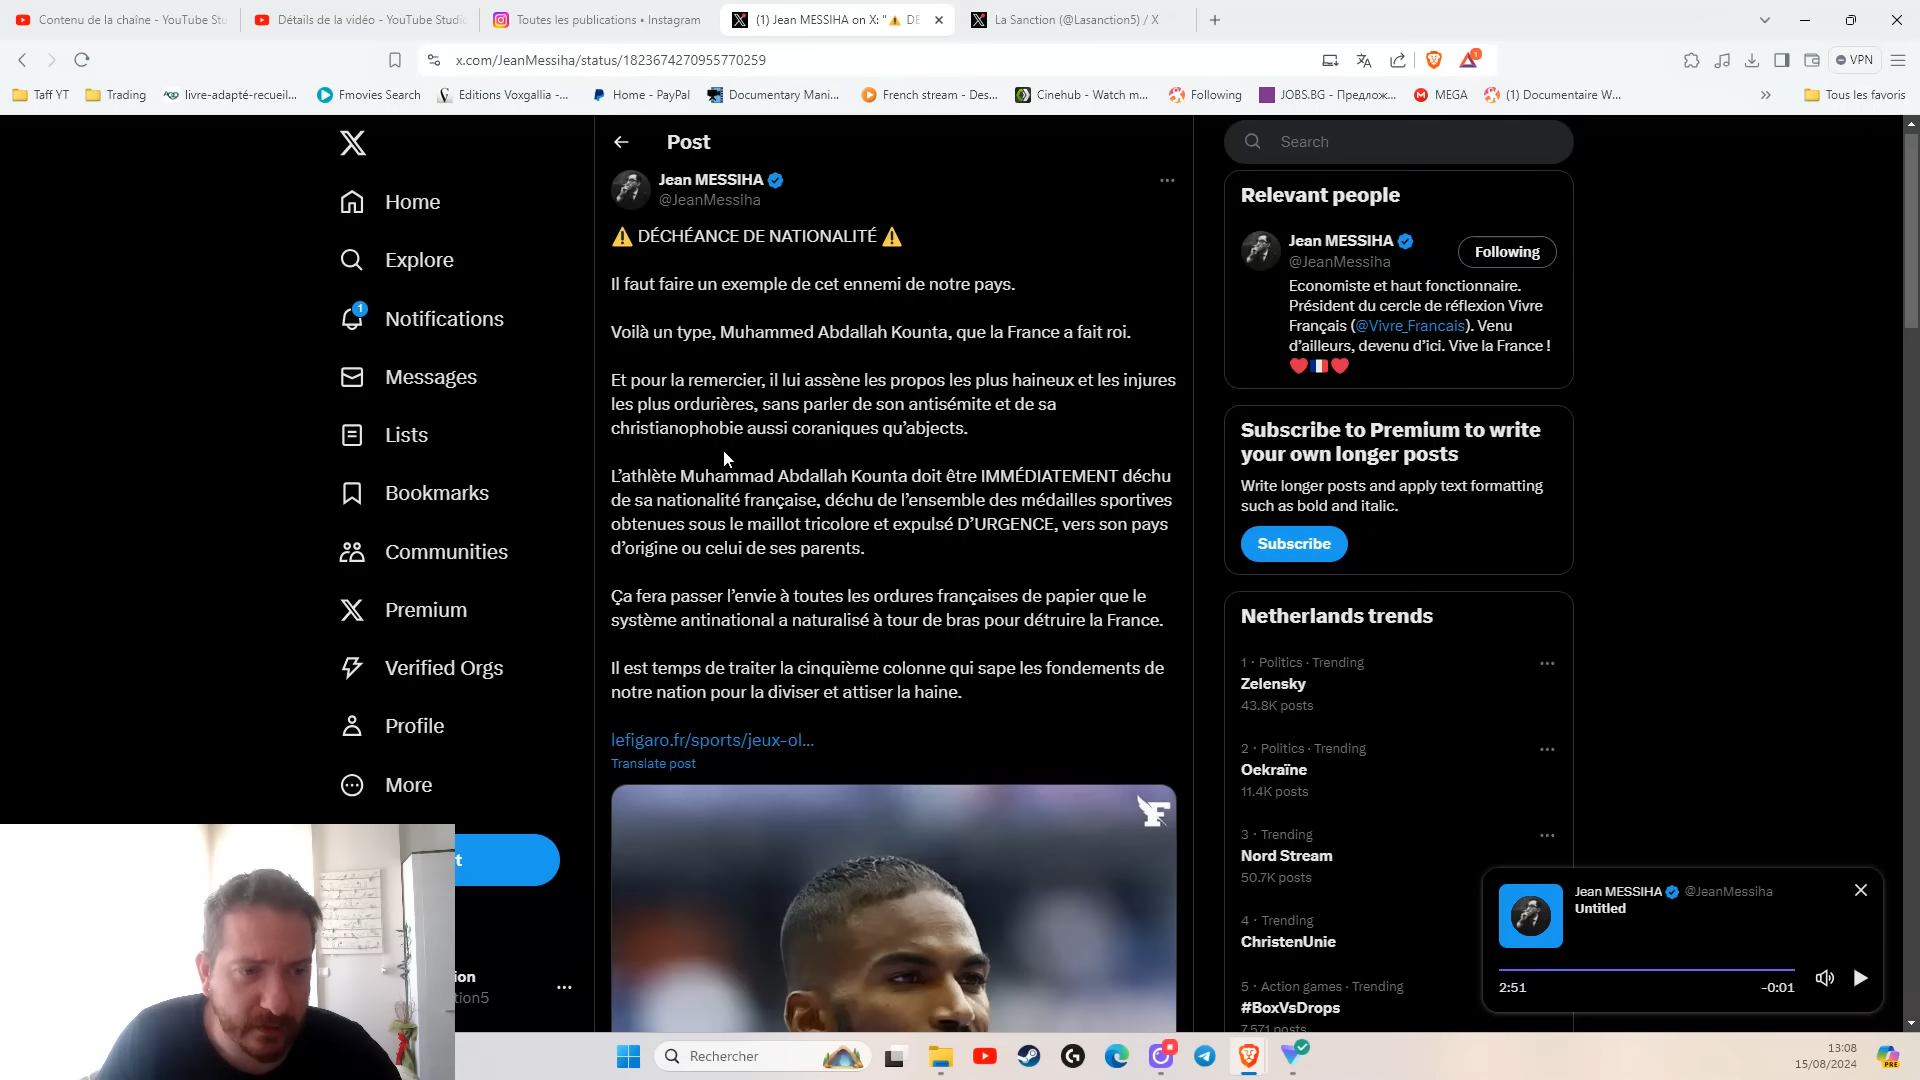 Contenu de la chaîne - YouTube Stu
Détails de la vidéo - YouTube Studi
Toutes les publications • Instagram
(1) Jean MESSIHA on X: "⚠️ DÉ
La Sanction (@Lasanction5) / X
x.com/JeanMessiha/status/1823674270955770259
VPN
Taff YT
Trading
livre-adapté-recueil...
Fmovies Search
Editions Voxgallia -...
Home - PayPal
Documentary Mani...
French stream - Des...
Cinehub - Watch m...
Following
JOBS.BG - Предлож...
MEGA
(1) Documentaire W...
Tous les favoris
Home
Explore
1
Notifications
Messages
Lists
Bookmarks
Communities
Premium
Verified Orgs
Profile
More
t
ion
tion5
Post
Jean MESSIHA
@JeanMessiha
⚠️ DÉCHÉANCE DE NATIONALITÉ ⚠️
Il faut faire un exemple de cet ennemi de notre pays.
Voilà un type, Muhammed Abdallah Kounta, que la France a fait roi.
Et pour la remercier, il lui assène les propos les plus haineux et les injures
les plus ordurières, sans parler de son antisémite et de sa
christianophobie aussi coraniques qu'abjects.
L'athlète Muhammad Abdallah Kounta doit être IMMÉDIATEMENT déchu
de sa nationalité française, déchu de l'ensemble des médailles sportives
obtenues sous le maillot tricolore et expulsé D'URGENCE, vers son pays
d'origine ou celui de ses parents.
Ça fera passer l'envie à toutes les ordures françaises de papier que le
système antinational a naturalisé à tour de bras pour détruire la France.
Il est temps de traiter la cinquième colonne qui sape les fondements de
notre nation pour la diviser et attiser la haine.
lefigaro.fr/sports/jeux-ol...
Translate post
F
Search
Relevant people
Jean MESSIHA
@JeanMessiha
Following
Economiste et haut fonctionnaire.
Président du cercle de réflexion Vivre
Français (@Vivre_Francais). Venu
d'ailleurs, devenu d'ici. Vive la France !
❤️🇫🇷❤️
Subscribe to Premium to write
your own longer posts
Write longer posts and apply text formatting
such as bold and italic.
Subscribe
Netherlands trends
1 · Politics · Trending
Zelensky
43.8K posts
2 · Politics · Trending
Oekraïne
11.4K posts
3 · Trending
Nord Stream
50.7K posts
4 · Trending
ChristenUnie
5 · Action games · Trending
#BoxVsDrops
7,571 posts
Jean MESSIHA @JeanMessiha
Untitled
2:51
-0:01
Rechercher
13:08
15/08/2024